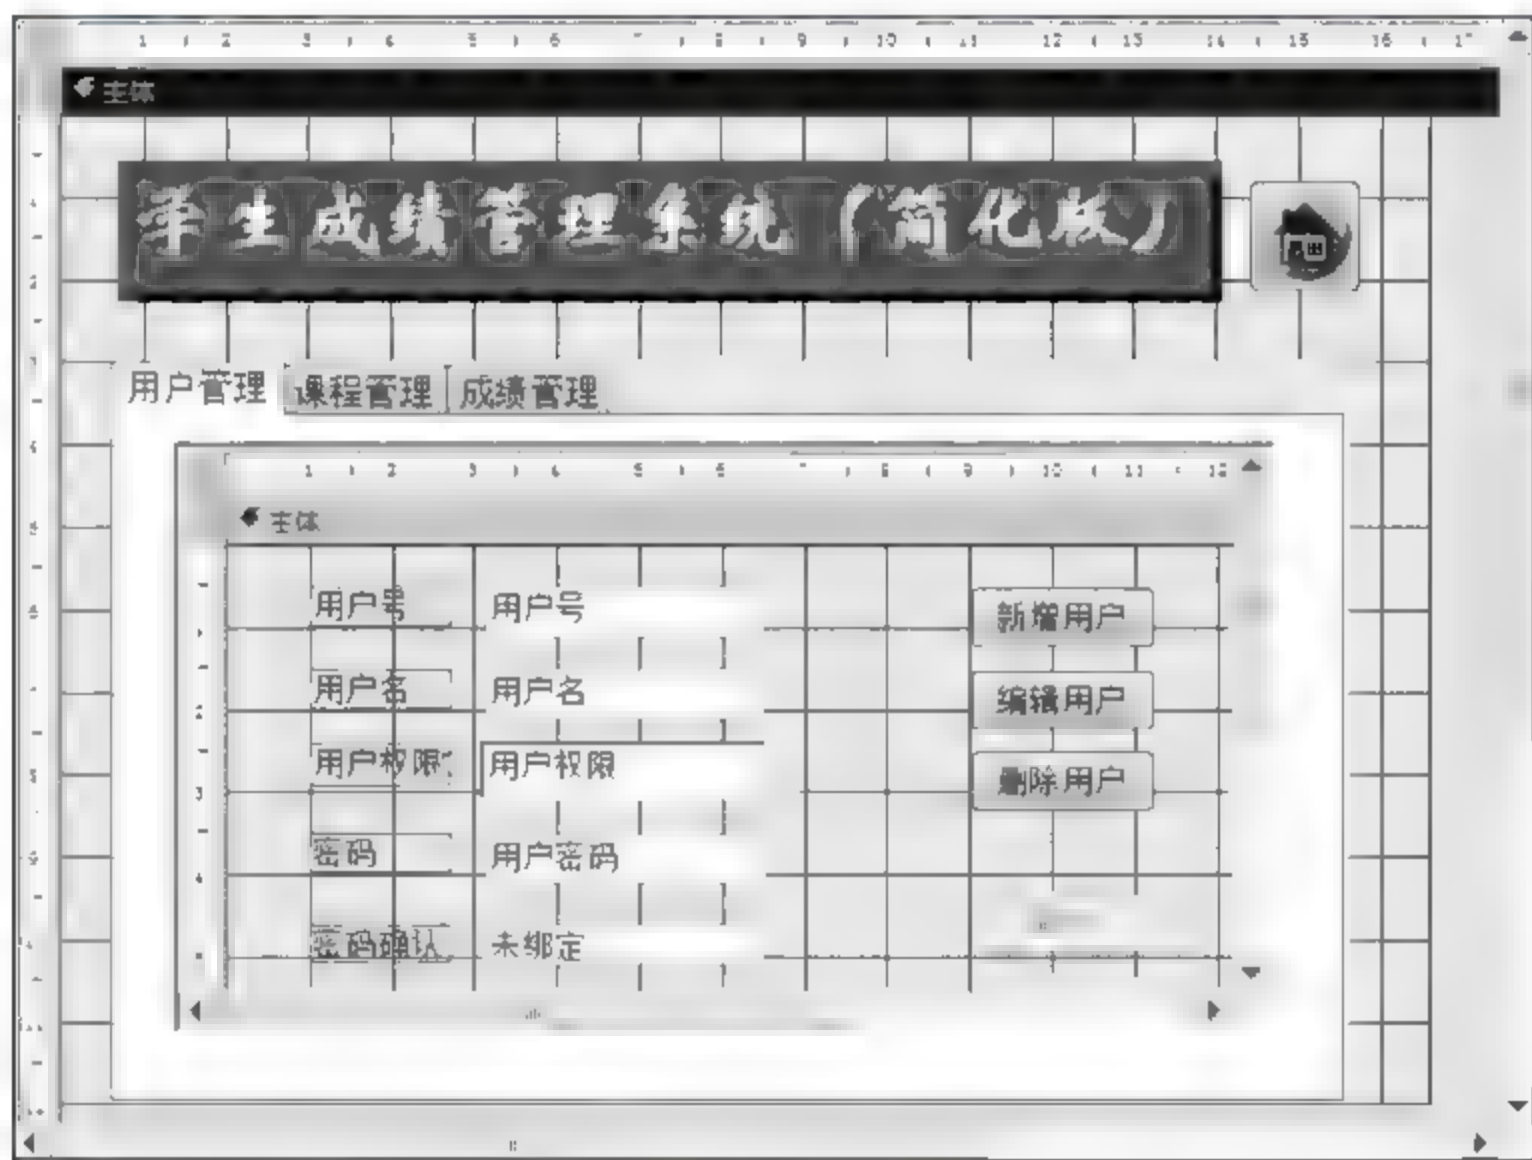 主体
学生成绩管理系统（简化版）
用户管理 课程管理 成绩管理
主体
用户号 用户号 新增用户
用户名 用户名 编辑用户
用户权限 用户权限 删除用户
密码 用户密码
密码确认 未绑定